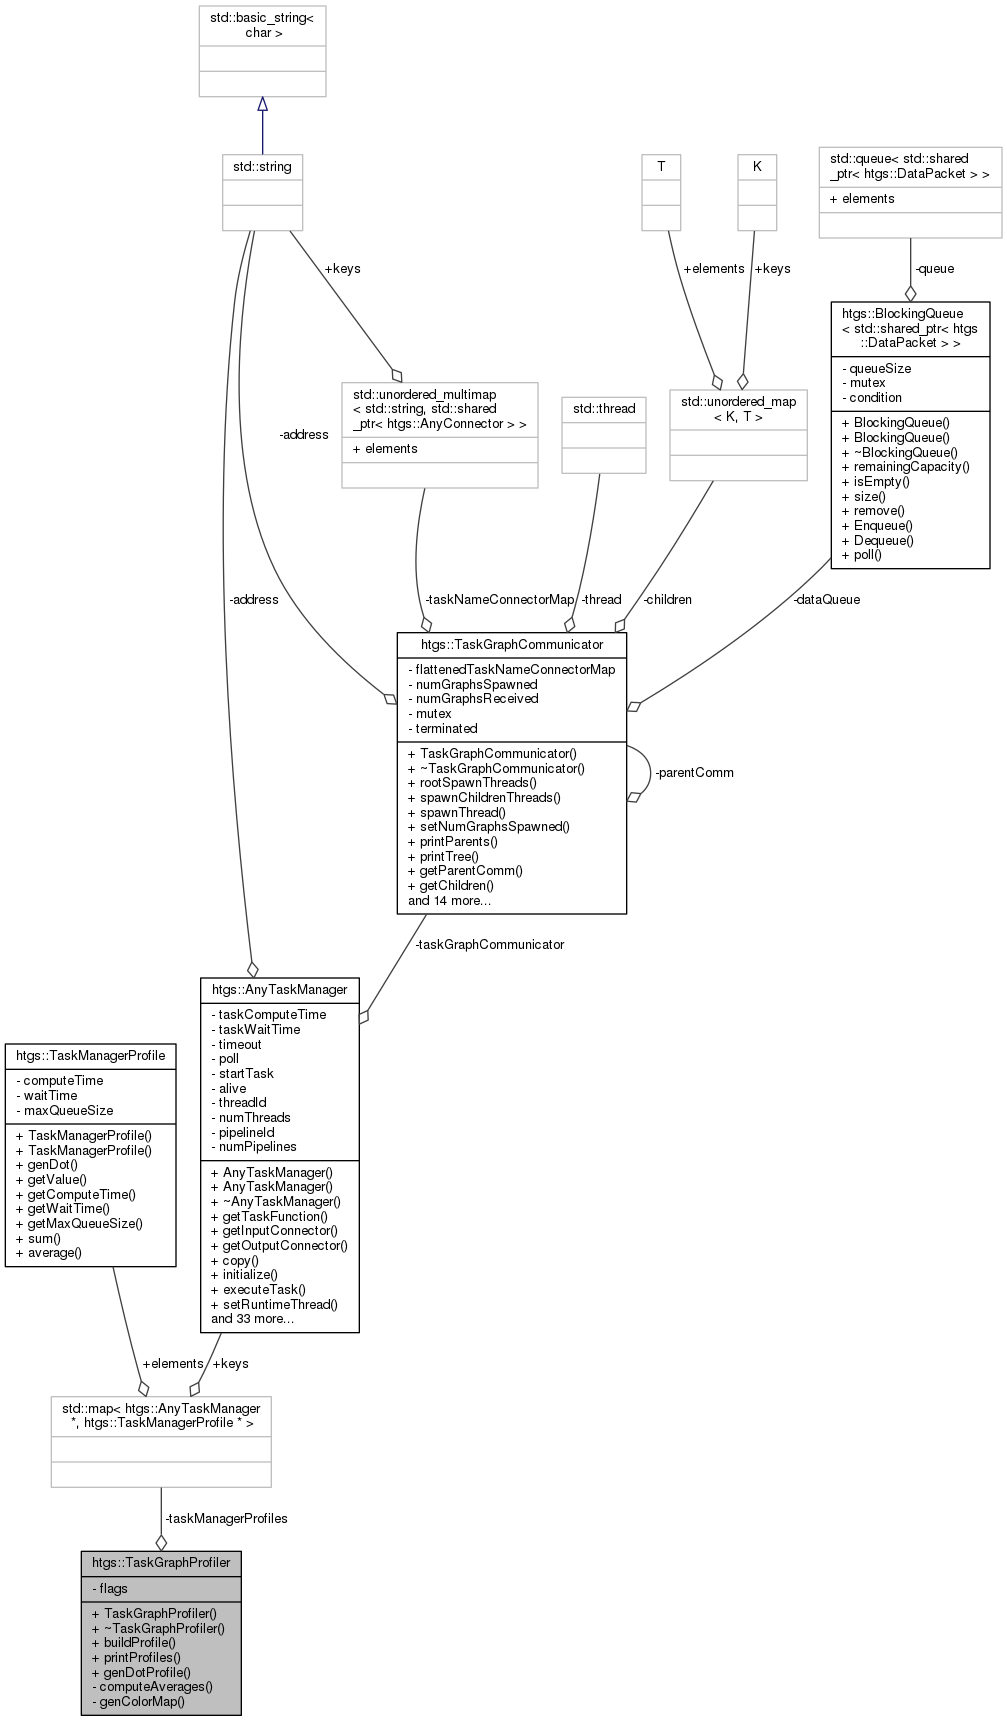 std::basic_string<
char >
std::string
T
K
std::queue< std::shared
_ptr< htgs::DataPacket > >
+ elements
+keys
+elements
+keys
-queue
htgs::BlockingQueue
< std::shared_ptr< htgs
::DataPacket > >
- queueSize
- mutex
- condition
+ BlockingQueue()
+ BlockingQueue()
+ ~BlockingQueue()
+ remainingCapacity()
+ isEmpty()
+ size()
+ remove()
+ Enqueue()
+ Dequeue()
+ poll()
std::unordered_multimap
< std::string, std::shared
_ptr< htgs::AnyConnector > >
+ elements
std::thread
std::unordered_map
< K, T >
-address
-address
-taskNameConnectorMap
-thread
-children
-dataQueue
htgs::TaskGraphCommunicator
- flattenedTaskNameConnectorMap
- numGraphsSpawned
- numGraphsReceived
- mutex
- terminated
+ TaskGraphCommunicator()
+ ~TaskGraphCommunicator()
+ rootSpawnThreads()
+ spawnChildrenThreads()
+ spawnThread()
+ setNumGraphsSpawned()
+ printParents()
+ printTree()
+ getParentComm()
+ getChildren()
and 14 more...
-parentComm
-taskGraphCommunicator
htgs::AnyTaskManager
- taskComputeTime
- taskWaitTime
- timeout
- poll
- startTask
- alive
- threadId
- numThreads
- pipelineId
- numPipelines
+ AnyTaskManager()
+ AnyTaskManager()
+ ~AnyTaskManager()
+ getTaskFunction()
+ getInputConnector()
+ getOutputConnector()
+ copy()
+ initialize()
+ executeTask()
+ setRuntimeThread()
and 33 more...
htgs::TaskManagerProfile
- computeTime
- waitTime
- maxQueueSize
+ TaskManagerProfile()
+ TaskManagerProfile()
+ genDot()
+ getValue()
+ getComputeTime()
+ getWaitTime()
+ getMaxQueueSize()
+ sum()
+ average()
+elements
+keys
std::map< htgs::AnyTaskManager
*, htgs::TaskManagerProfile * >
-taskManagerProfiles
htgs::TaskGraphProfiler
- flags
+ TaskGraphProfiler()
+ ~TaskGraphProfiler()
+ buildProfile()
+ printProfiles()
+ genDotProfile()
- computeAverages()
- genColorMap()